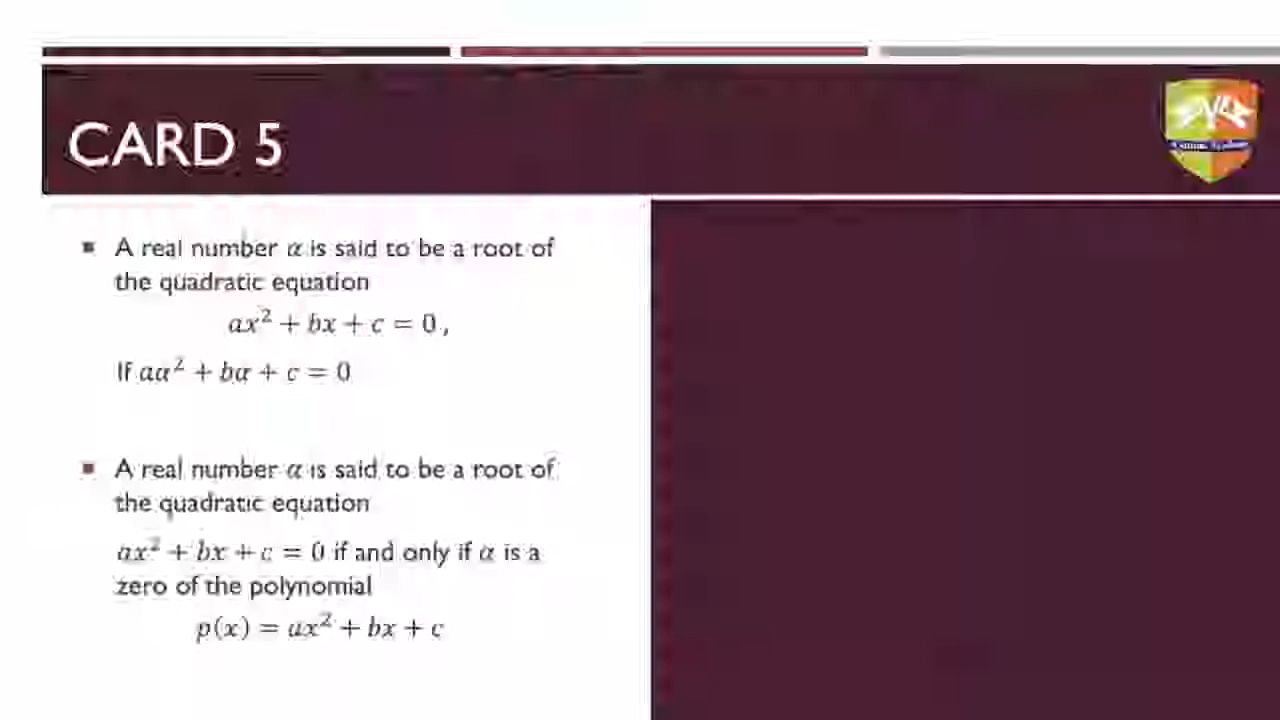 CARD 5
A real number α is said to be a root of
the quadratic equation
ax² + bx + c = 0 ,
If aα² + bα + c = 0
A real number α is said to be a root of
the quadratic equation
ax² + bx + c = 0 if and only if α is a
zero of the polynomial
p(x) = ax² + bx + c